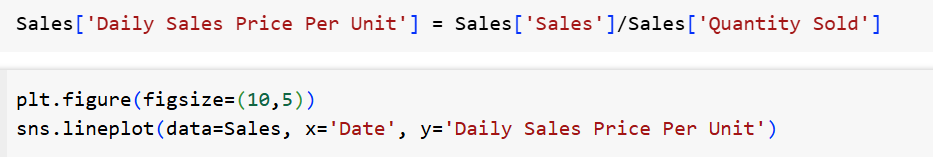 Sales['Daily Sales Price Per Unit'] = Sales['Sales']/Sales['Quantity Sold']
plt.figure(figsize=(10,5))
sns.lineplot(data=Sales, x='Date', y='Daily Sales Price Per Unit')